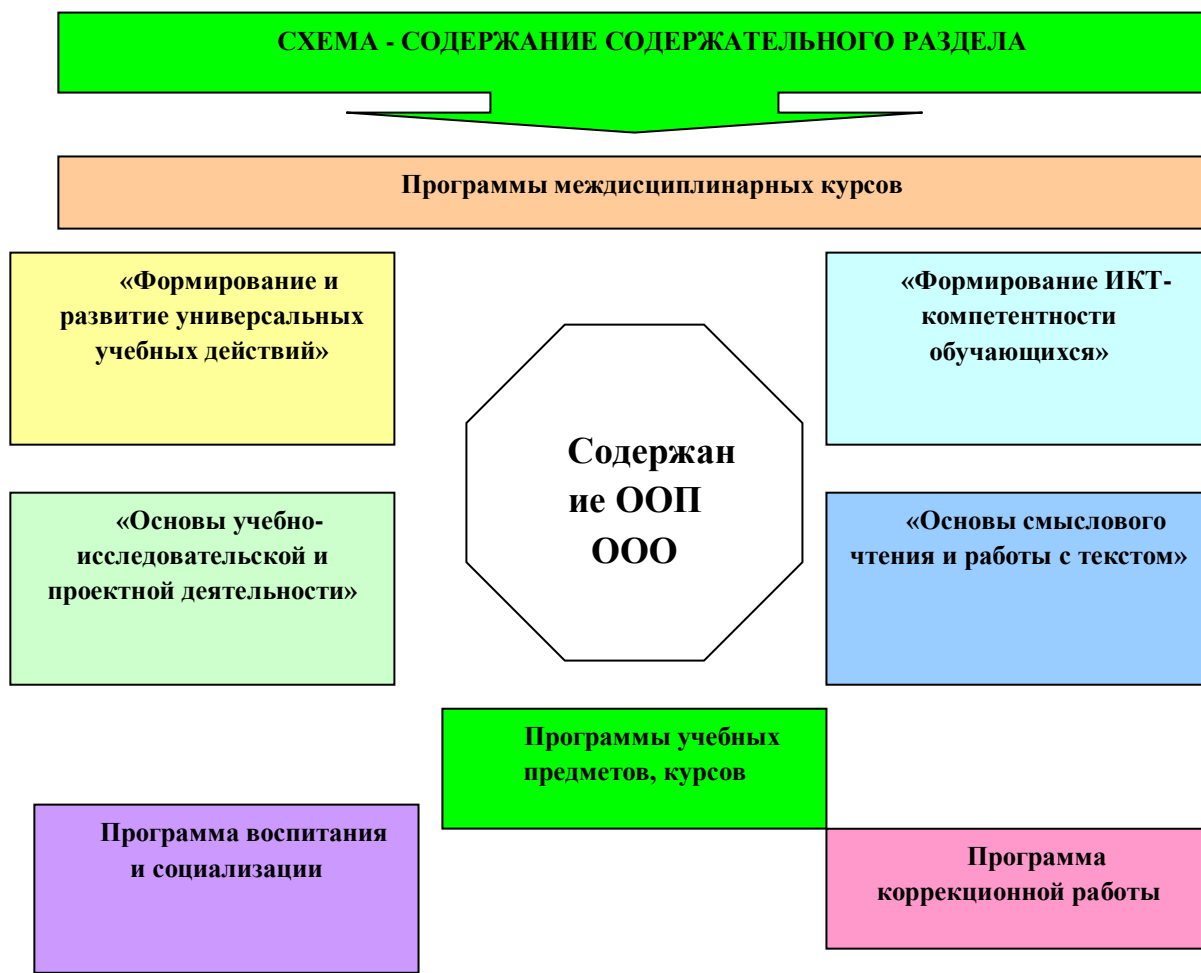 СХЕМА - СОДЕРЖАНИЕ СОДЕРЖАТЕЛЬНОГО РАЗДЕЛА
Программы междисциплинарных курсов
«Формирование и
развитие универсальных
учебных действий»
«Формирование ИКТ-
компетентности
обучающихся»
Содержан
ие ООП
ООО
«Основы учебно-
исследовательской и
проектной деятельности»
«Основы смыслового
чтения и работы с текстом»
Программы учебных
предметов, курсов
Программа воспитания
и социализации
Программа
коррекционной работы